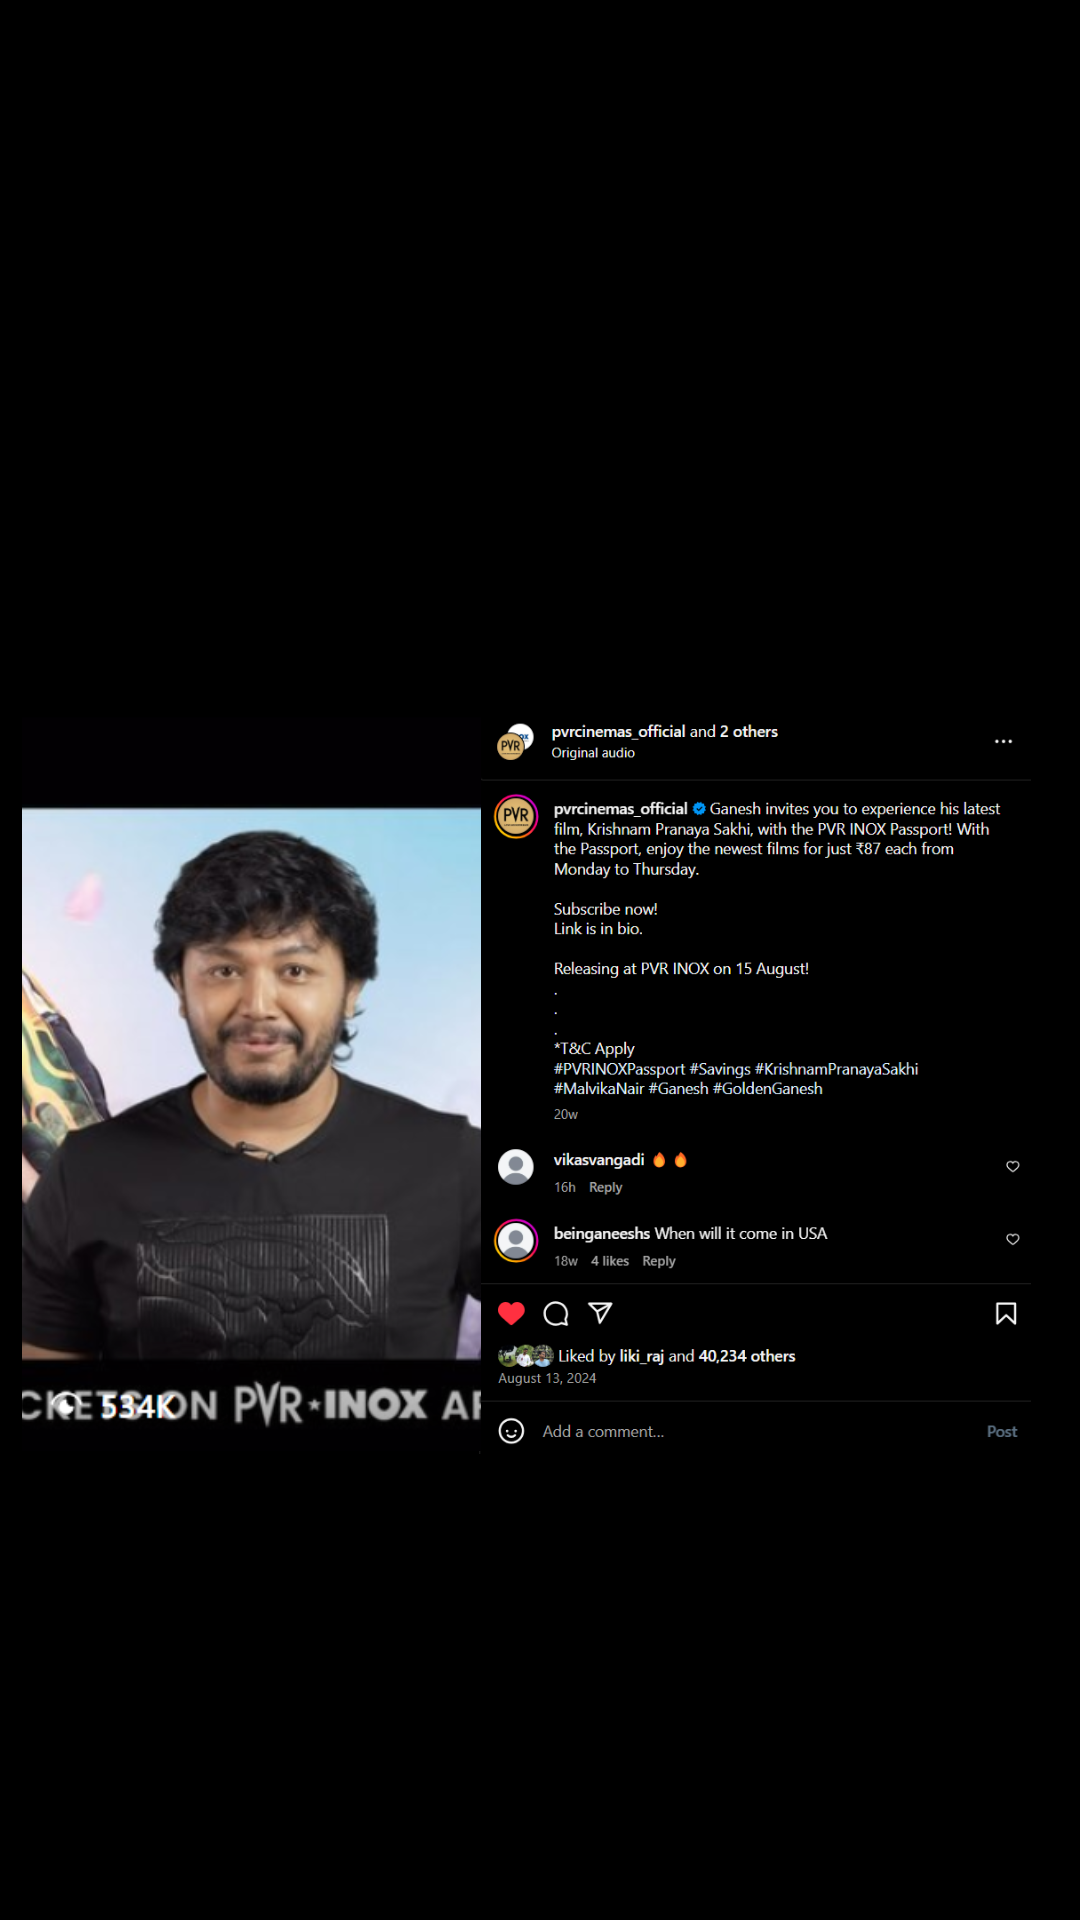 PVR
pvrcinemas_official and 2 others
Original audio
PVR
pvrcinemas_official Ganesh invites you to experience his latest
film, Krishnam Pranaya Sakhi, with the PVR INOX Passport! With
the Passport, enjoy the newest films for just ₹87 each from
Monday to Thursday.
Subscribe now!
Link is in bio.
Releasing at PVR INOX on 15 August!
.
.
.
*T&C Apply
#PVRINOXPassport #Savings #KrishnamPranayaSakhi
#MalvikaNair #Ganesh #GoldenGanesh
20w
vikasvangadi 🔥 🔥
16h Reply
beinganeeshs When will it come in USA
18w 4 likes Reply
Liked by liki_raj and 40,234 others
August 13, 2024
Add a comment...
Post
534K
ON PVR★INOX